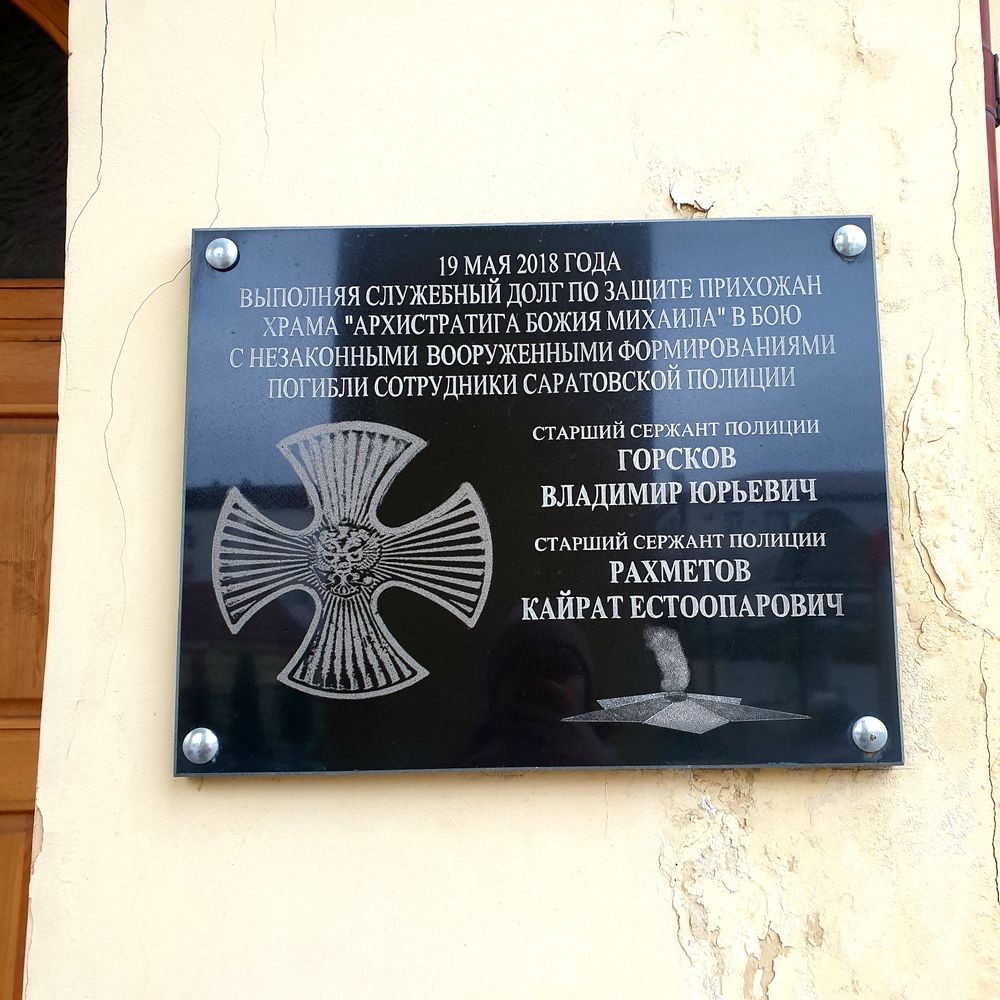 19 МАЯ 2018 ГОДА
ВЫПОЛНЯЯ СЛУЖЕБНЫЙ ДОЛГ ПО ЗАЩИТЕ ПРИХОЖАН
ХРАМА "АРХИСТРАТИГА БОЖИЯ МИХАИЛА" В БОЮ
С НЕЗАКОННЫМИ ВООРУЖЕННЫМИ ФОРМИРОВАНИЯМИ
ПОГИБЛИ СОТРУДНИКИ САРАТОВСКОЙ ПОЛИЦИИ
СТАРШИЙ СЕРЖАНТ ПОЛИЦИИ
ГОРСКОВ
ВЛАДИМИР ЮРЬЕВИЧ
СТАРШИЙ СЕРЖАНТ ПОЛИЦИИ
РАХМЕТОВ
КАЙРАТ ЕСТООПАРОВИЧ